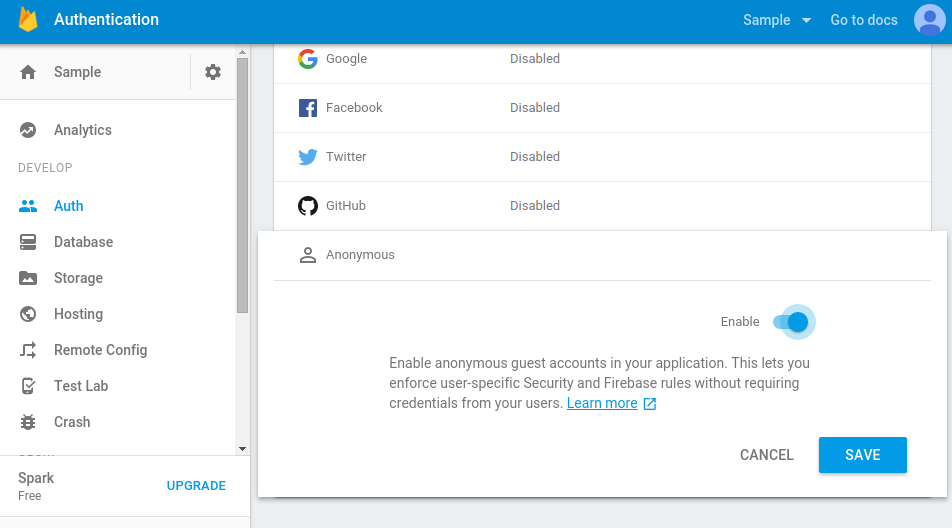 Authentication
Sample
Go to docs
Sample
Analytics
DEVELOP
Auth
Database
Storage
Hosting
Remote Config
Test Lab
Crash
Spark
Free
UPGRADE
Google Disabled
Facebook Disabled
Twitter Disabled
GitHub Disabled
Anonymous
Enable
Enable anonymous guest accounts in your application. This lets you
enforce user-specific Security and Firebase rules without requiring
credentials from your users. Learn more
CANCEL
SAVE